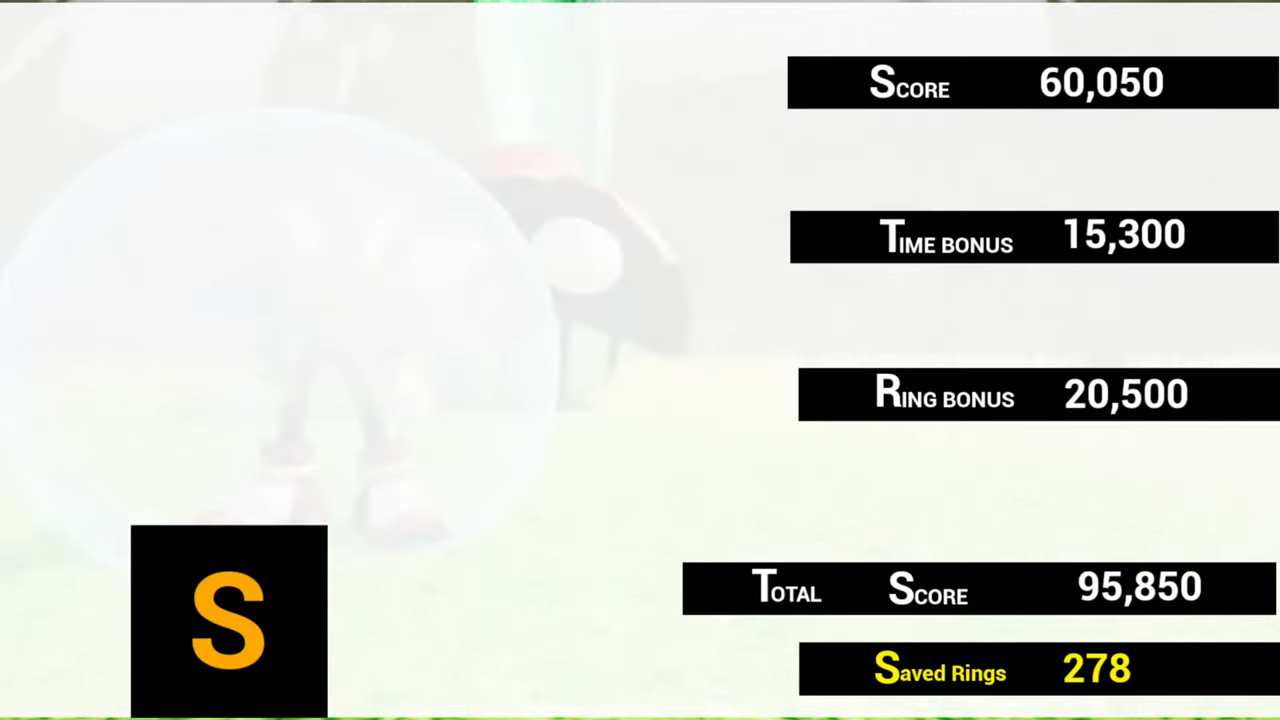 Score 60,050
Time bonus 15,300
Ring bonus 20,500
Total Score 95,850
Saved Rings 278
S